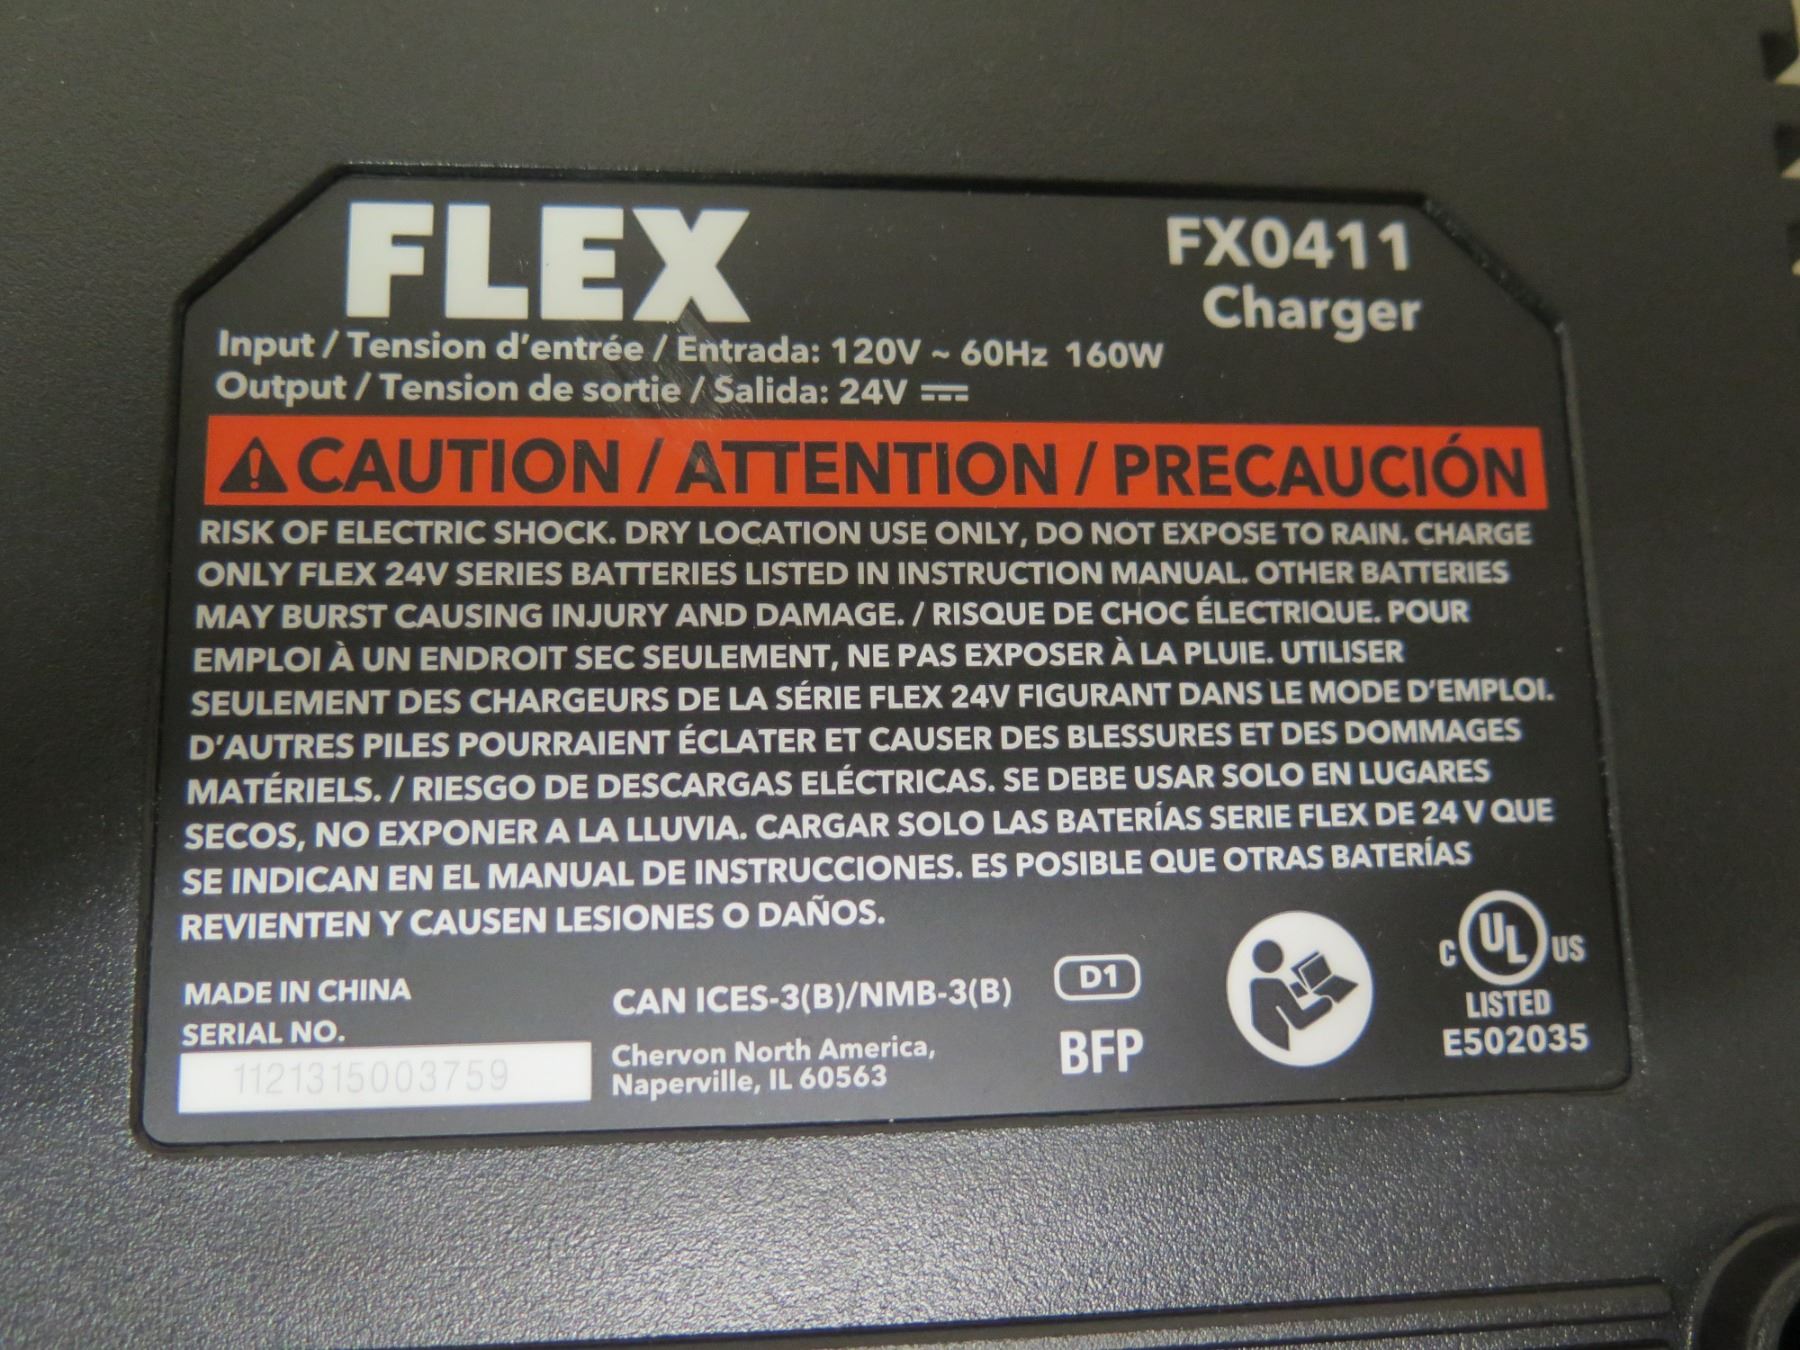 FLEX
FX0411
Charger
Input / Tension d'entrée / Entrada: 120V ~ 60Hz 160W
Output / Tension de sortie / Salida: 24V ⎓
⚠ CAUTION / ATTENTION / PRECAUCIÓN
RISK OF ELECTRIC SHOCK. DRY LOCATION USE ONLY, DO NOT EXPOSE TO RAIN. CHARGE
ONLY FLEX 24V SERIES BATTERIES LISTED IN INSTRUCTION MANUAL. OTHER BATTERIES
MAY BURST CAUSING INJURY AND DAMAGE. / RISQUE DE CHOC ÉLECTRIQUE. POUR
EMPLOI À UN ENDROIT SEC SEULEMENT, NE PAS EXPOSER À LA PLUIE. UTILISER
SEULEMENT DES CHARGEURS DE LA SÉRIE FLEX 24V FIGURANT DANS LE MODE D'EMPLOI.
D'AUTRES PILES POURRAIENT ÉCLATER ET CAUSER DES BLESSURES ET DES DOMMAGES
MATÉRIELS. / RIESGO DE DESCARGAS ELÉCTRICAS. SE DEBE USAR SOLO EN LUGARES
SECOS, NO EXPONER A LA LLUVIA. CARGAR SOLO LAS BATERÍAS SERIE FLEX DE 24 V QUE
SE INDICAN EN EL MANUAL DE INSTRUCCIONES. ES POSIBLE QUE OTRAS BATERÍAS
REVIENTEN Y CAUSEN LESIONES O DAÑOS.
MADE IN CHINA
SERIAL NO.
1121315003759
CAN ICES-3(B)/NMB-3(B)
Chervon North America,
Naperville, IL 60563
D1
BFP
C UL US
LISTED
E502035